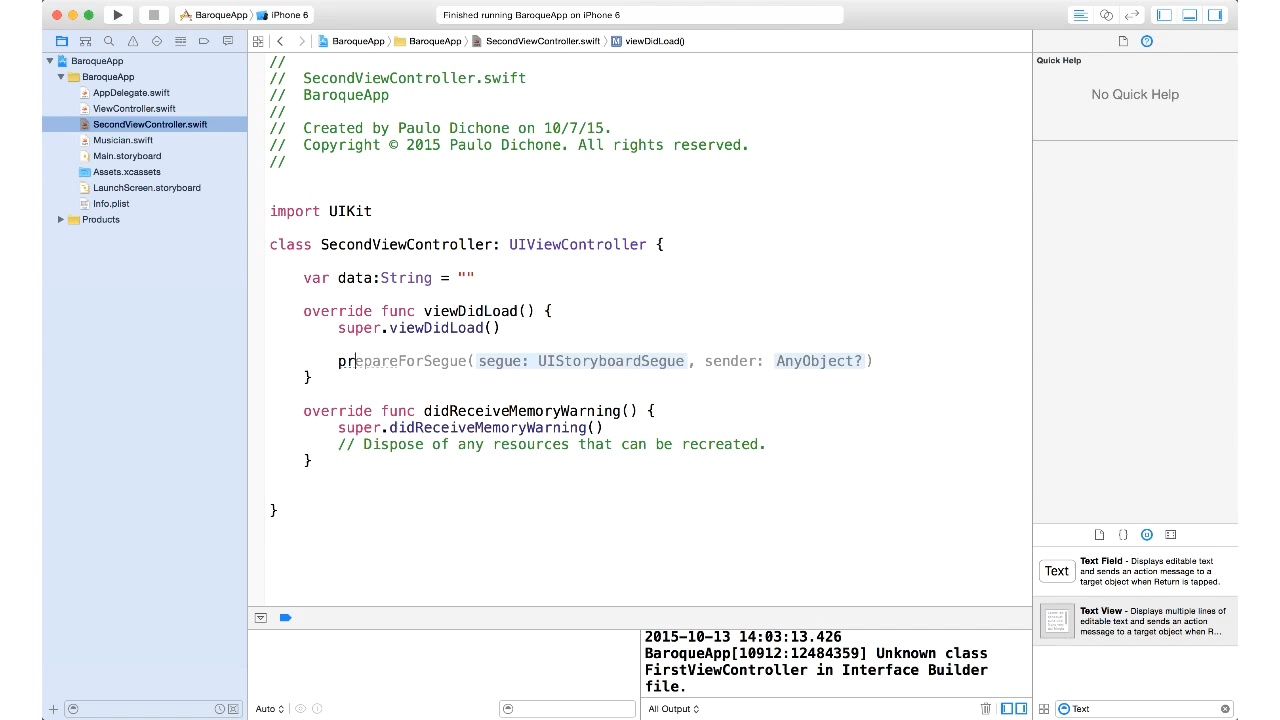 BaroqueApp iPhone 6
Finished running BaroqueApp on iPhone 6
BaroqueApp BaroqueApp SecondViewController.swift M viewDidLoad()
BaroqueApp
BaroqueApp
AppDelegate.swift
ViewController.swift
SecondViewController.swift
Musician.swift
Main.storyboard
Assets.xcassets
LaunchScreen.storyboard
Info.plist
Products
//
// SecondViewController.swift
// BaroqueApp
//
// Created by Paulo Dichone on 10/7/15.
// Copyright © 2015 Paulo Dichone. All rights reserved.
//
import UIKit
class SecondViewController: UIViewController {
var data:String = ""
override func viewDidLoad() {
super.viewDidLoad()
prepareForSegue(segue: UIStoryboardSegue, sender: AnyObject?)
}
override func didReceiveMemoryWarning() {
super.didReceiveMemoryWarning()
// Dispose of any resources that can be recreated.
}
}
Quick Help
No Quick Help
Text
Text Field - Displays editable text
and sends an action message to a
target object when Return is tapped.
Text View - Displays multiple lines of
editable text and sends an action
message to a target object when R...
2015-10-13 14:03:13.426
BaroqueApp[10912:12484359] Unknown class
FirstViewController in Interface Builder
file.
Auto
All Output
Text